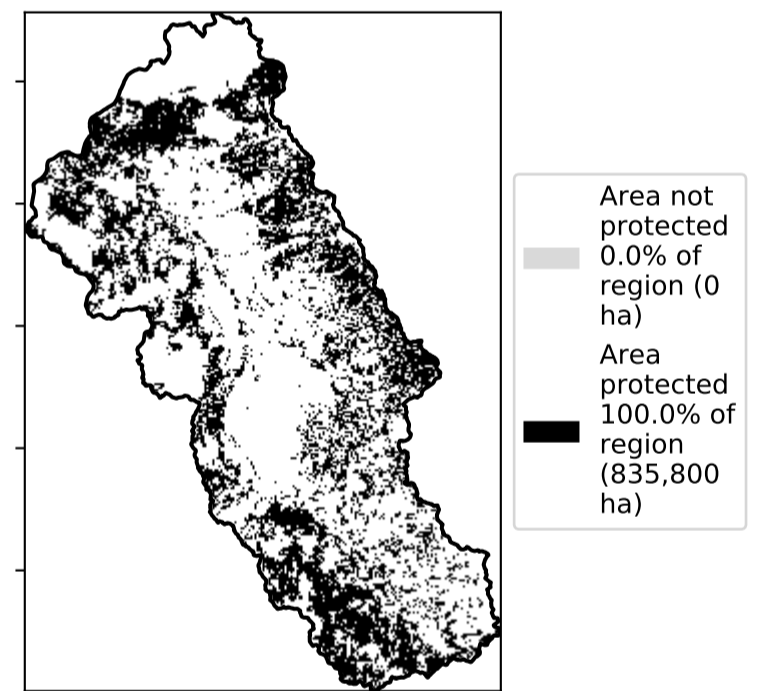 Area not
protected
0.0% of
region (0
ha)
Area
protected
100.0% of
region
(835,800
ha)